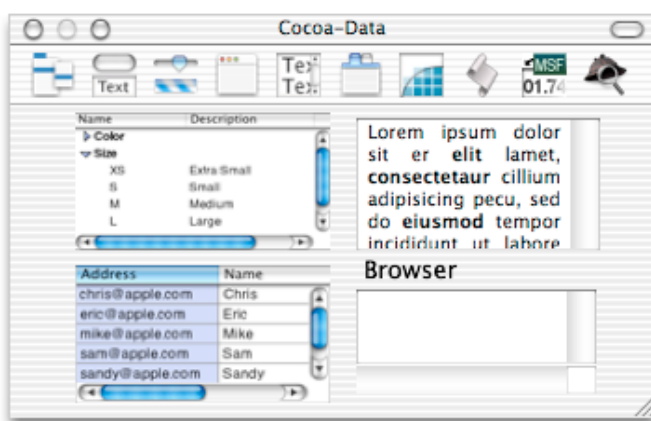 Cocoa-Data
Text
Text
Text
MSF
01.74
Name Description
Color
Size
XS Extra Small
S Small
M Medium
L Large
Lorem ipsum dolor
sit er elit lamet,
consectetaur cillium
adipisicing pecu, sed
do eiusmod tempor
incididunt ut labore
Address Name
chris@apple.com Chris
eric@apple.com Eric
mike@apple.com Mike
sam@apple.com Sam
sandy@apple.com Sandy
Browser